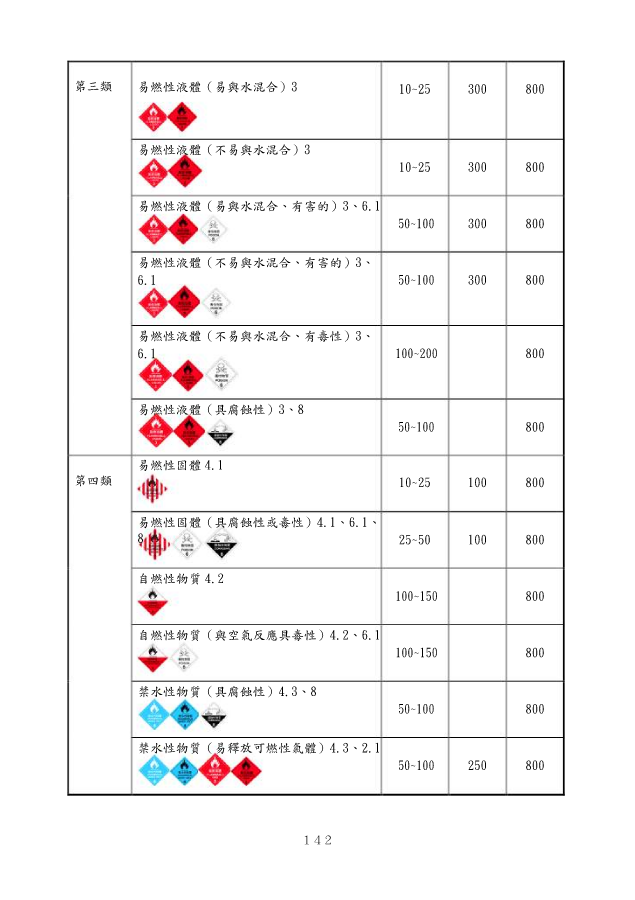 第三類
易燃性液體（易與水混合）3
10~25 300 800
易燃性液體（不易與水混合）3
10~25 300 800
易燃性液體（易與水混合、有害的）3、6.1
50~100 300 800
易燃性液體（不易與水混合、有害的）3、
6.1
50~100 300 800
易燃性液體（不易與水混合、有毒性）3、
6.1
100~200 800
易燃性液體（具腐蝕性）3、8
50~100 800
第四類
易燃性固體4.1
10~25 100 800
易燃性固體（具腐蝕性或毒性）4.1、6.1、
8
25~50 100 800
自燃性物質4.2
100~150 800
自燃性物質（與空氣反應具毒性）4.2、6.1
100~150 800
禁水性物質（具腐蝕性）4.3、8
50~100 800
禁水性物質（易釋放可燃性氣體）4.3、2.1
50~100 250 800
142